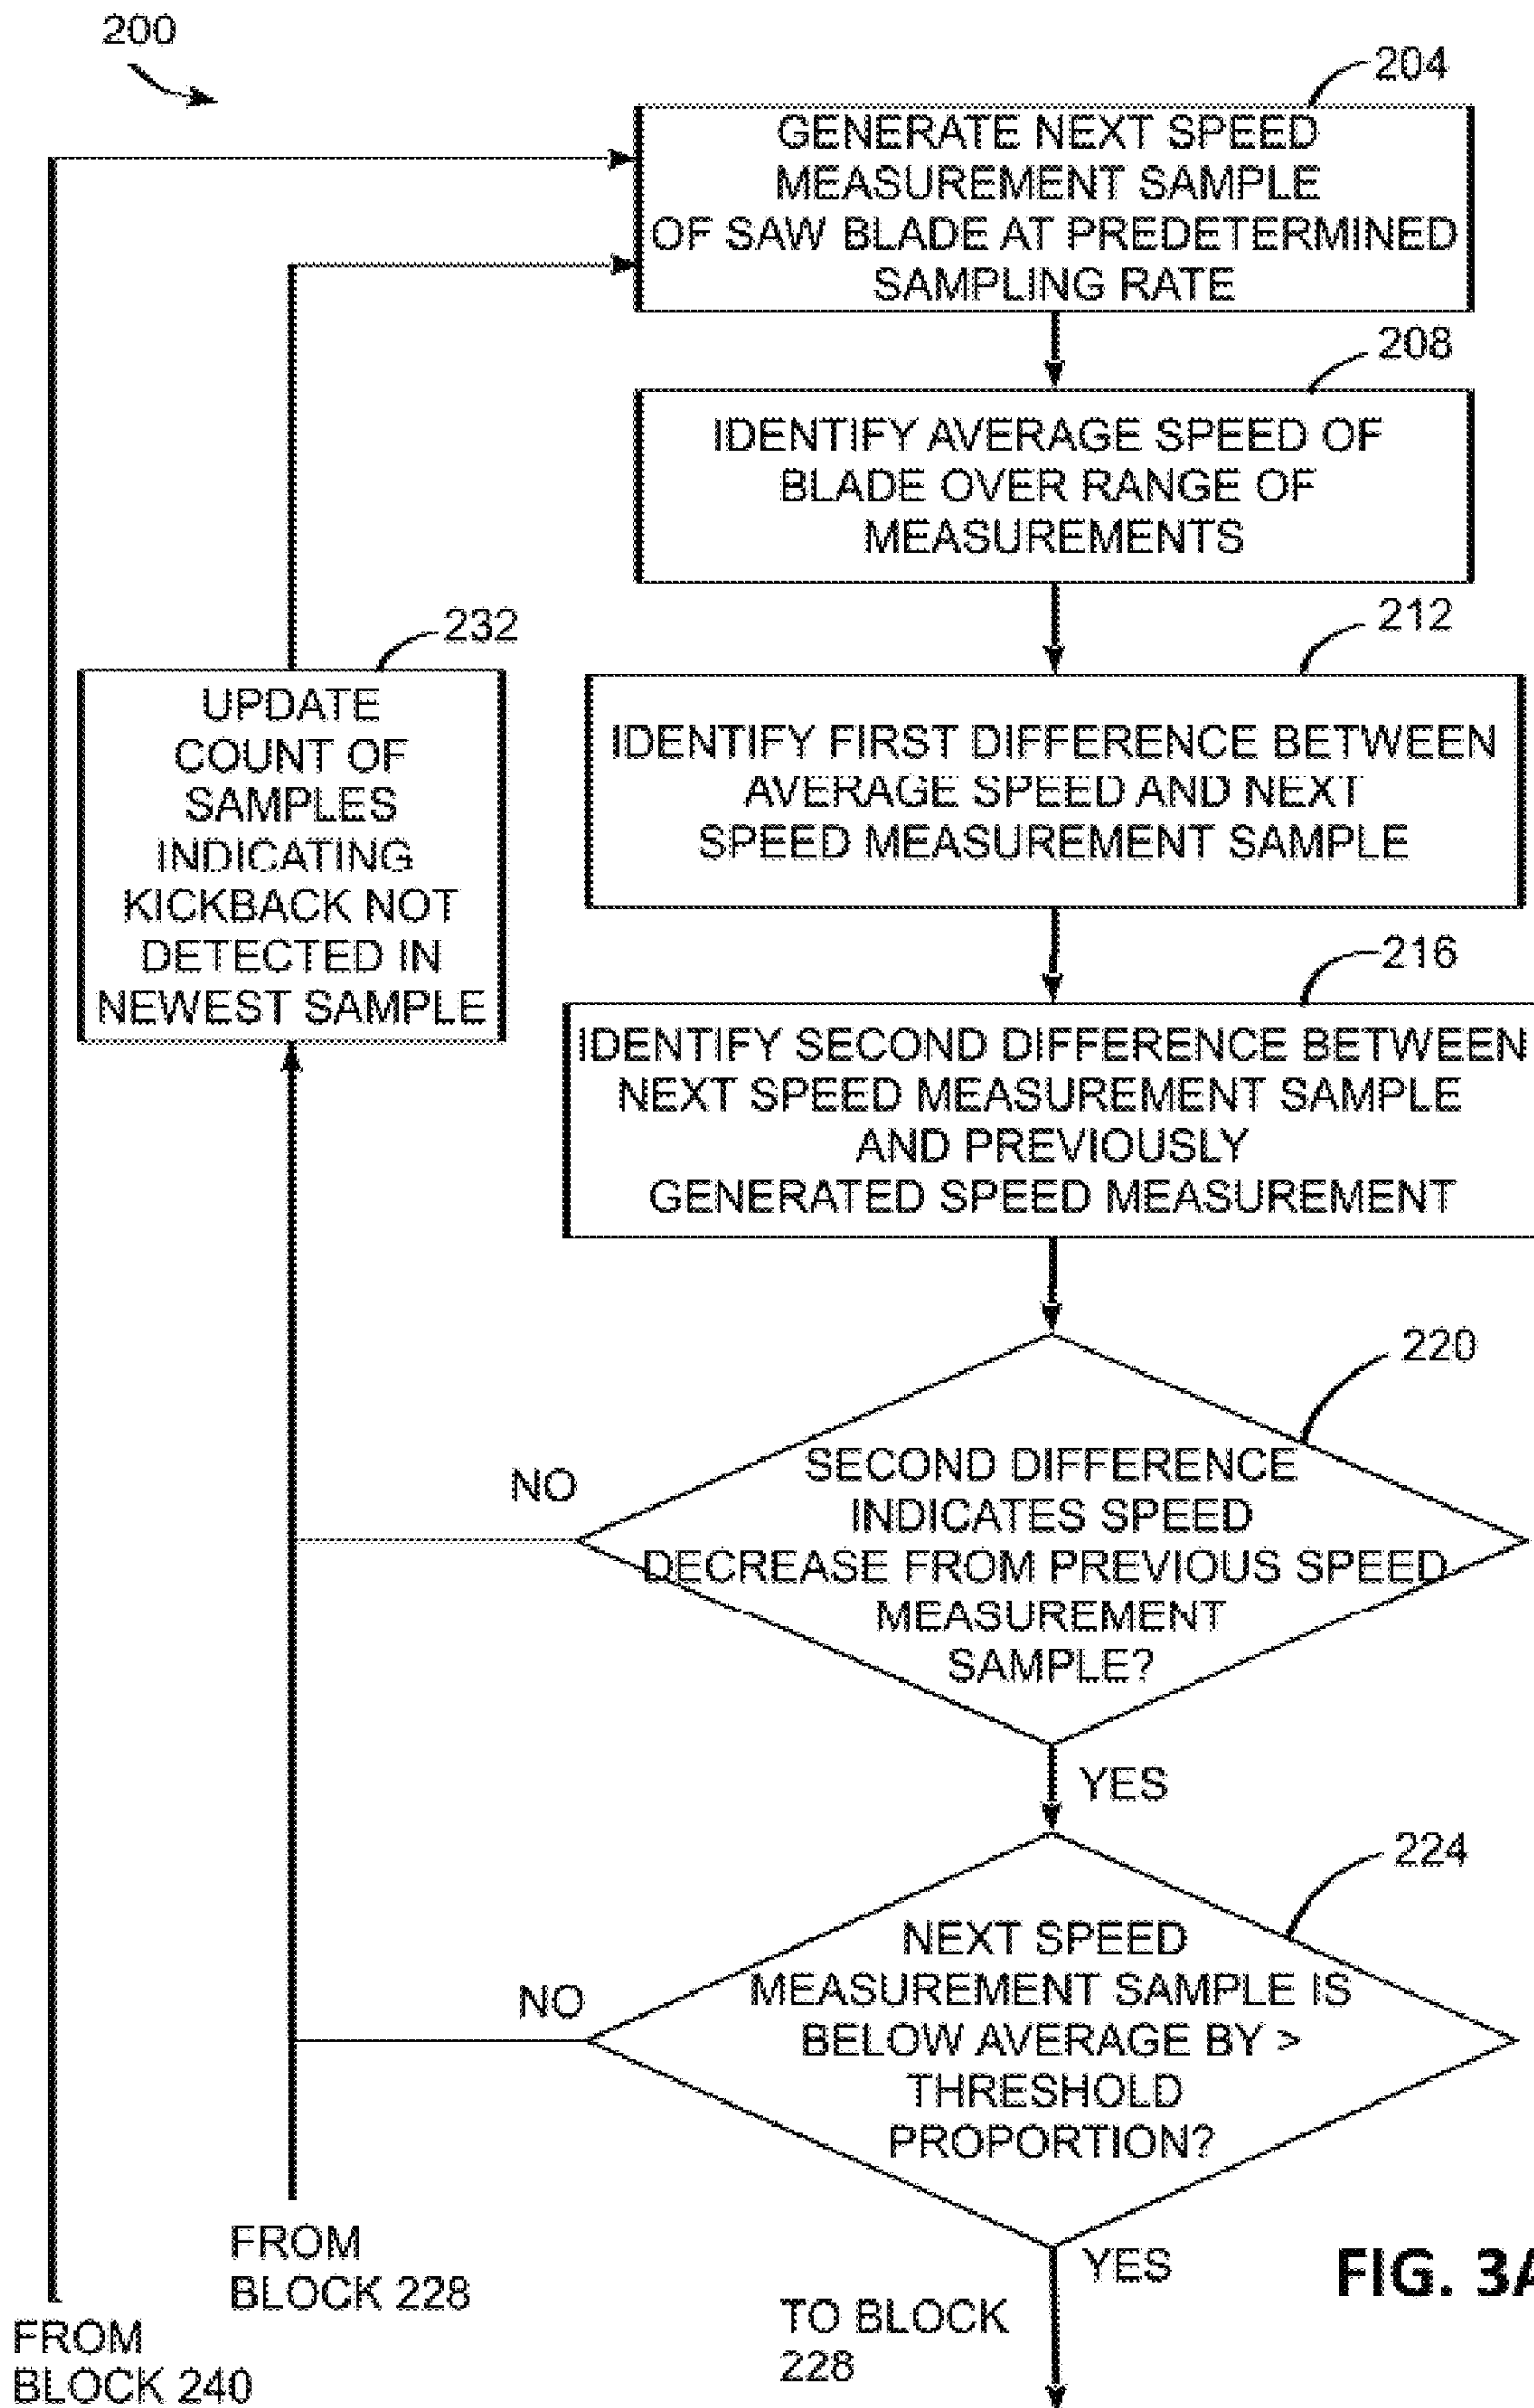 200
204
GENERATE NEXT SPEED
MEASUREMENT SAMPLE
OF SAW BLADE AT PREDETERMINED
SAMPLING RATE
208
IDENTIFY AVERAGE SPEED OF
BLADE OVER RANGE OF
MEASUREMENTS
212
IDENTIFY FIRST DIFFERENCE BETWEEN
AVERAGE SPEED AND NEXT
SPEED MEASUREMENT SAMPLE
232
UPDATE
COUNT OF
SAMPLES
INDICATING
KICKBACK NOT
DETECTED IN
NEWEST SAMPLE
216
IDENTIFY SECOND DIFFERENCE BETWEEN
NEXT SPEED MEASUREMENT SAMPLE
AND PREVIOUSLY
GENERATED SPEED MEASUREMENT
220
SECOND DIFFERENCE
INDICATES SPEED
DECREASE FROM PREVIOUS SPEED
MEASUREMENT
SAMPLE?
NO
YES
224
NEXT SPEED
MEASUREMENT SAMPLE IS
BELOW AVERAGE BY >
THRESHOLD
PROPORTION?
NO
YES
TO BLOCK
228
FROM
BLOCK 228
FROM
BLOCK 240
FIG. 3A